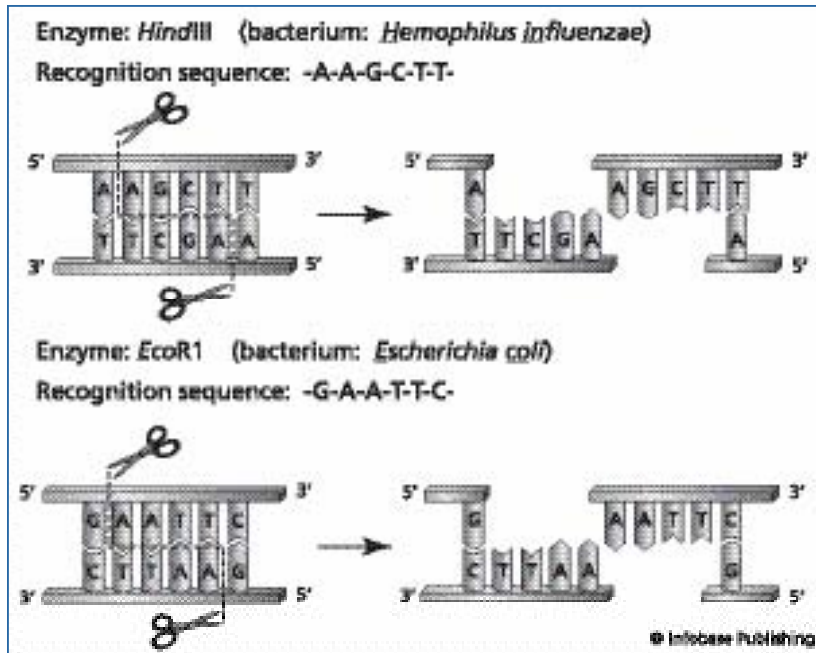 Enzyme: HindIII (bacterium: Hemophilus influenzae)
Recognition sequence: -A-A-G-C-T-T-
5' 3' 5' 3'
A A G C T T A A G C T T
T T C G A A T T C G A A
3' 5' 3' 5'
Enzyme: EcoR1 (bacterium: Escherichia coli)
Recognition sequence: -G-A-A-T-T-C-
5' 3' 5' 3'
G A A T T C G A A T T C
C T T A A G C T T A A G
3' 5' 3' 5'
© Infobase Publishing